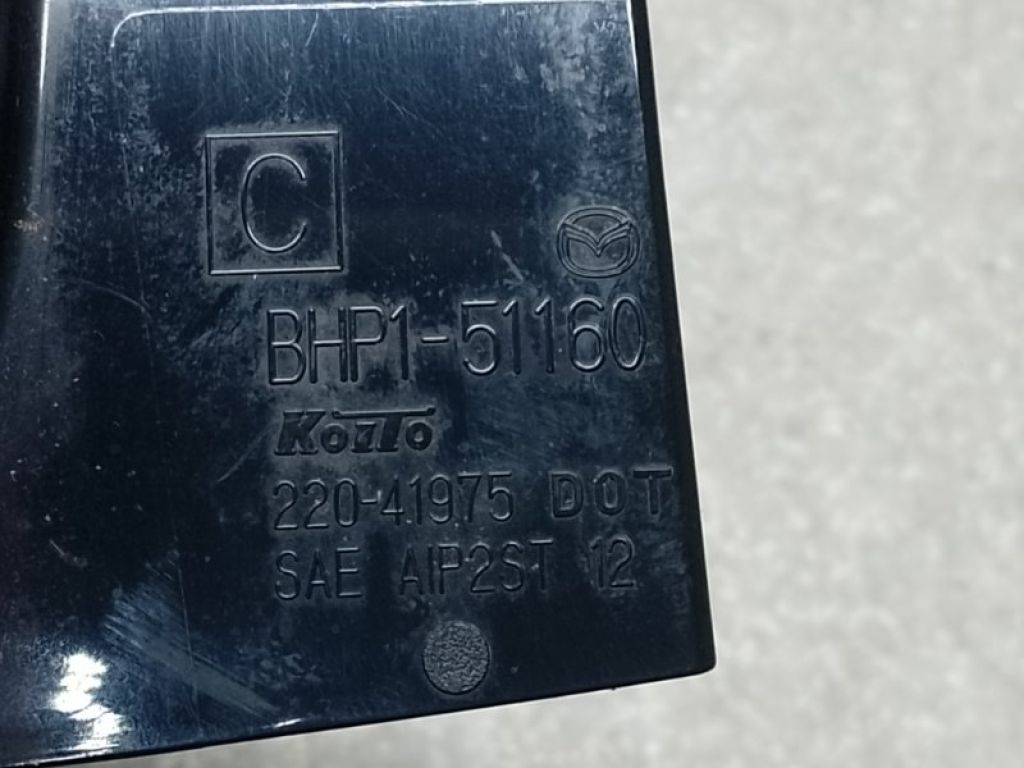 C
BHP1-51160
KoiTo
220-41975 DOT
SAE AIP2ST 12